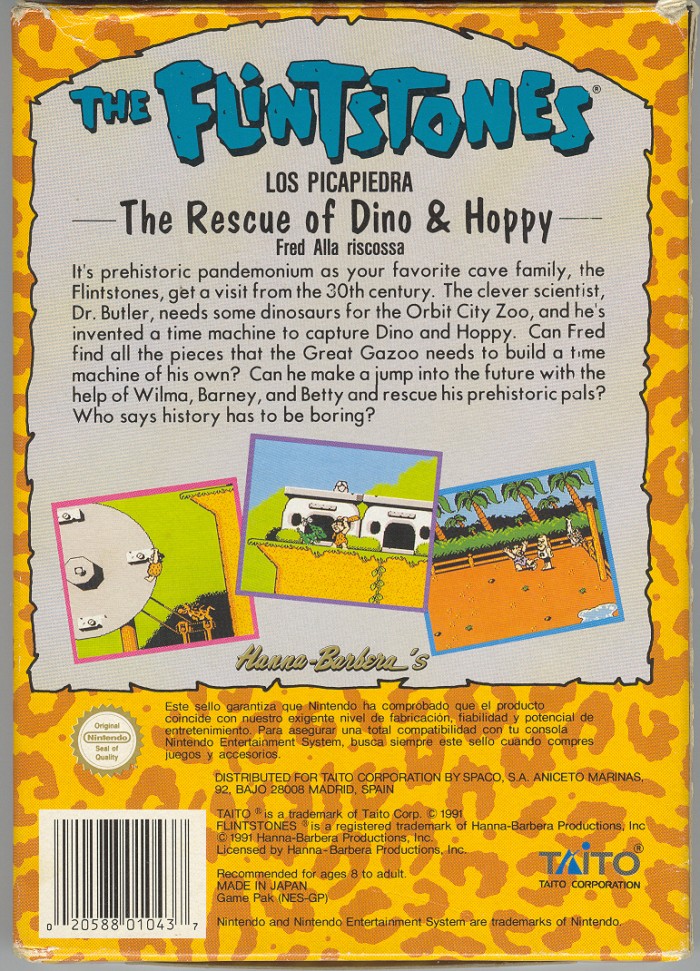 THE FLINTSTONES®
LOS PICAPIEDRA
The Rescue of Dino & Hoppy
Fred Alla riscossa
It's prehistoric pandemonium as your favorite cave family, the
Flintstones, get a visit from the 30th century. The clever scientist,
Dr. Butler, needs some dinosaurs for the Orbit City Zoo, and he's
invented a time machine to capture Dino and Hoppy. Can Fred
find all the pieces that the Great Gazoo needs to build a time
machine of his own? Can he make a jump into the future with the
help of Wilma, Barney, and Betty and rescue his prehistoric pals?
Who says history has to be boring?
Hanna-Barbera's
Este sello garantiza que Nintendo ha comprobado que el producto
coincide con nuestro exigente nivel de fabricación, fiabilidad y potencial de
entretenimiento. Para asegurar una total compatibilidad con tu consola
Nintendo Entertainment System, busca siempre este sello cuando compres
juegos y accesorios.
Original
Nintendo
Seal of
Quality
DISTRIBUTED FOR TAITO CORPORATION BY SPACO, S.A. ANICETO MARINAS,
92, BAJO 28008 MADRID, SPAIN
TAITO ® is a trademark of Taito Corp. © 1991
FLINTSTONES ® is a registered trademark of Hanna-Barbera Productions, Inc
© 1991 Hanna-Barbera Productions, Inc.
Licensed by Hanna-Barbera Productions, Inc.
Recommended for ages 8 to adult.
MADE IN JAPAN
Game Pak (NES-GP)
TAITO®
TAITO CORPORATION
0 20588 01043 7
Nintendo and Nintendo Entertainment System are trademarks of Nintendo.